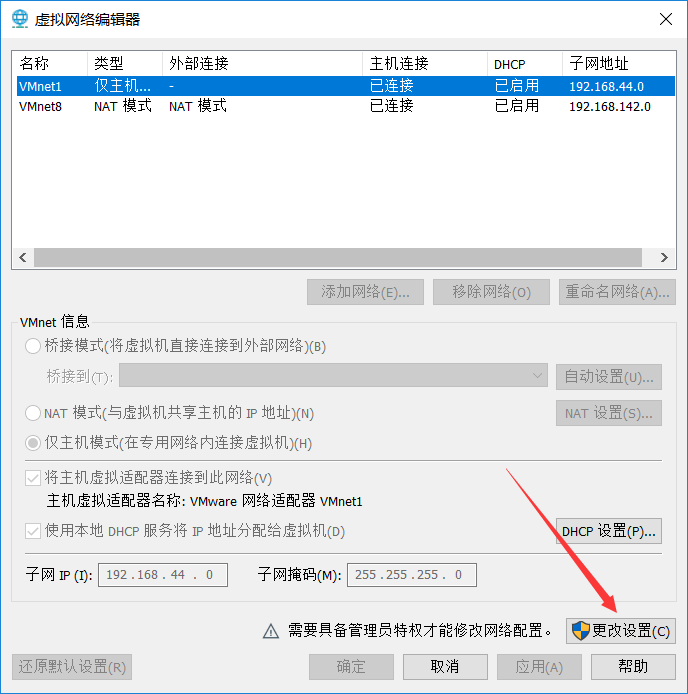 虚拟网络编辑器
名称 类型 外部连接 主机连接 DHCP 子网地址
VMnet1 仅主机... - 已连接 已启用 192.168.44.0
VMnet8 NAT 模式 NAT 模式 已连接 已启用 192.168.142.0
添加网络(E)... 移除网络(O) 重命名网络(A)...
VMnet 信息
桥接模式(将虚拟机直接连接到外部网络)(B)
桥接到(T): 自动设置(U)...
NAT 模式(与虚拟机共享主机的 IP 地址)(N) NAT 设置(S)...
仅主机模式(在专用网络内连接虚拟机)(H)
将主机虚拟适配器连接到此网络(V)
主机虚拟适配器名称: VMware 网络适配器 VMnet1
使用本地 DHCP 服务将 IP 地址分配给虚拟机(D) DHCP 设置(P)...
子网 IP (I): 192 . 168 . 44 . 0 子网掩码(M): 255 . 255 . 255 . 0
需要具备管理员特权才能修改网络配置。 更改设置(C)
还原默认设置(R) 确定 取消 应用(A) 帮助